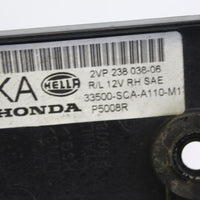 KA HELLA 2VP 238 038-06
R/L 12V RH SAE
33500-SCA-A110-M1
HONDA P5008R